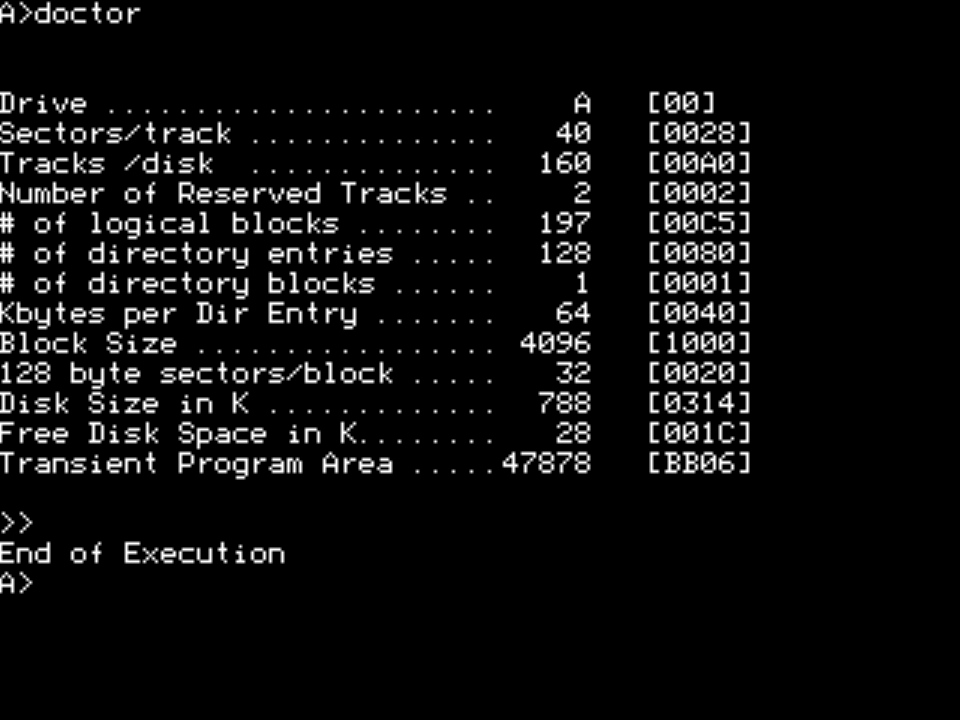 A>doctor
Drive ...................... A [00]
Sectors/track .............. 40 [0028]
Tracks /disk .............. 160 [00A0]
Number of Reserved Tracks .. 2 [0002]
# of logical blocks ........ 197 [00C5]
# of directory entries ..... 128 [0080]
# of directory blocks ...... 1 [0001]
Kbytes per Dir Entry ....... 64 [0040]
Block Size ................. 4096 [1000]
128 byte sectors/block ..... 32 [0020]
Disk Size in K ............. 788 [0314]
Free Disk Space in K........ 28 [001C]
Transient Program Area .....47878 [BB06]
>>
End of Execution
A>